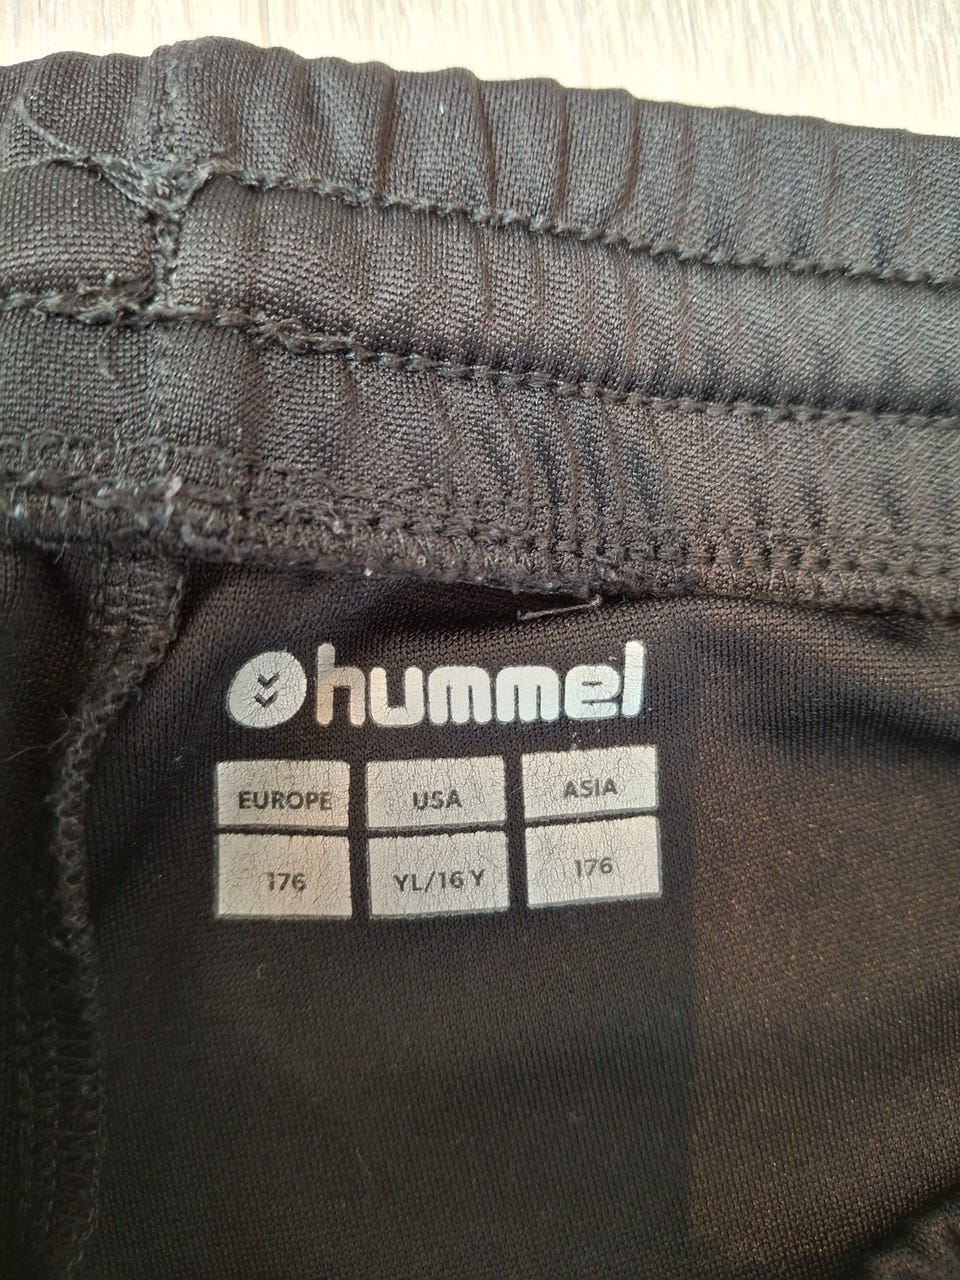 hummel
EUROPE USA ASIA
176 YL/16 Y 176